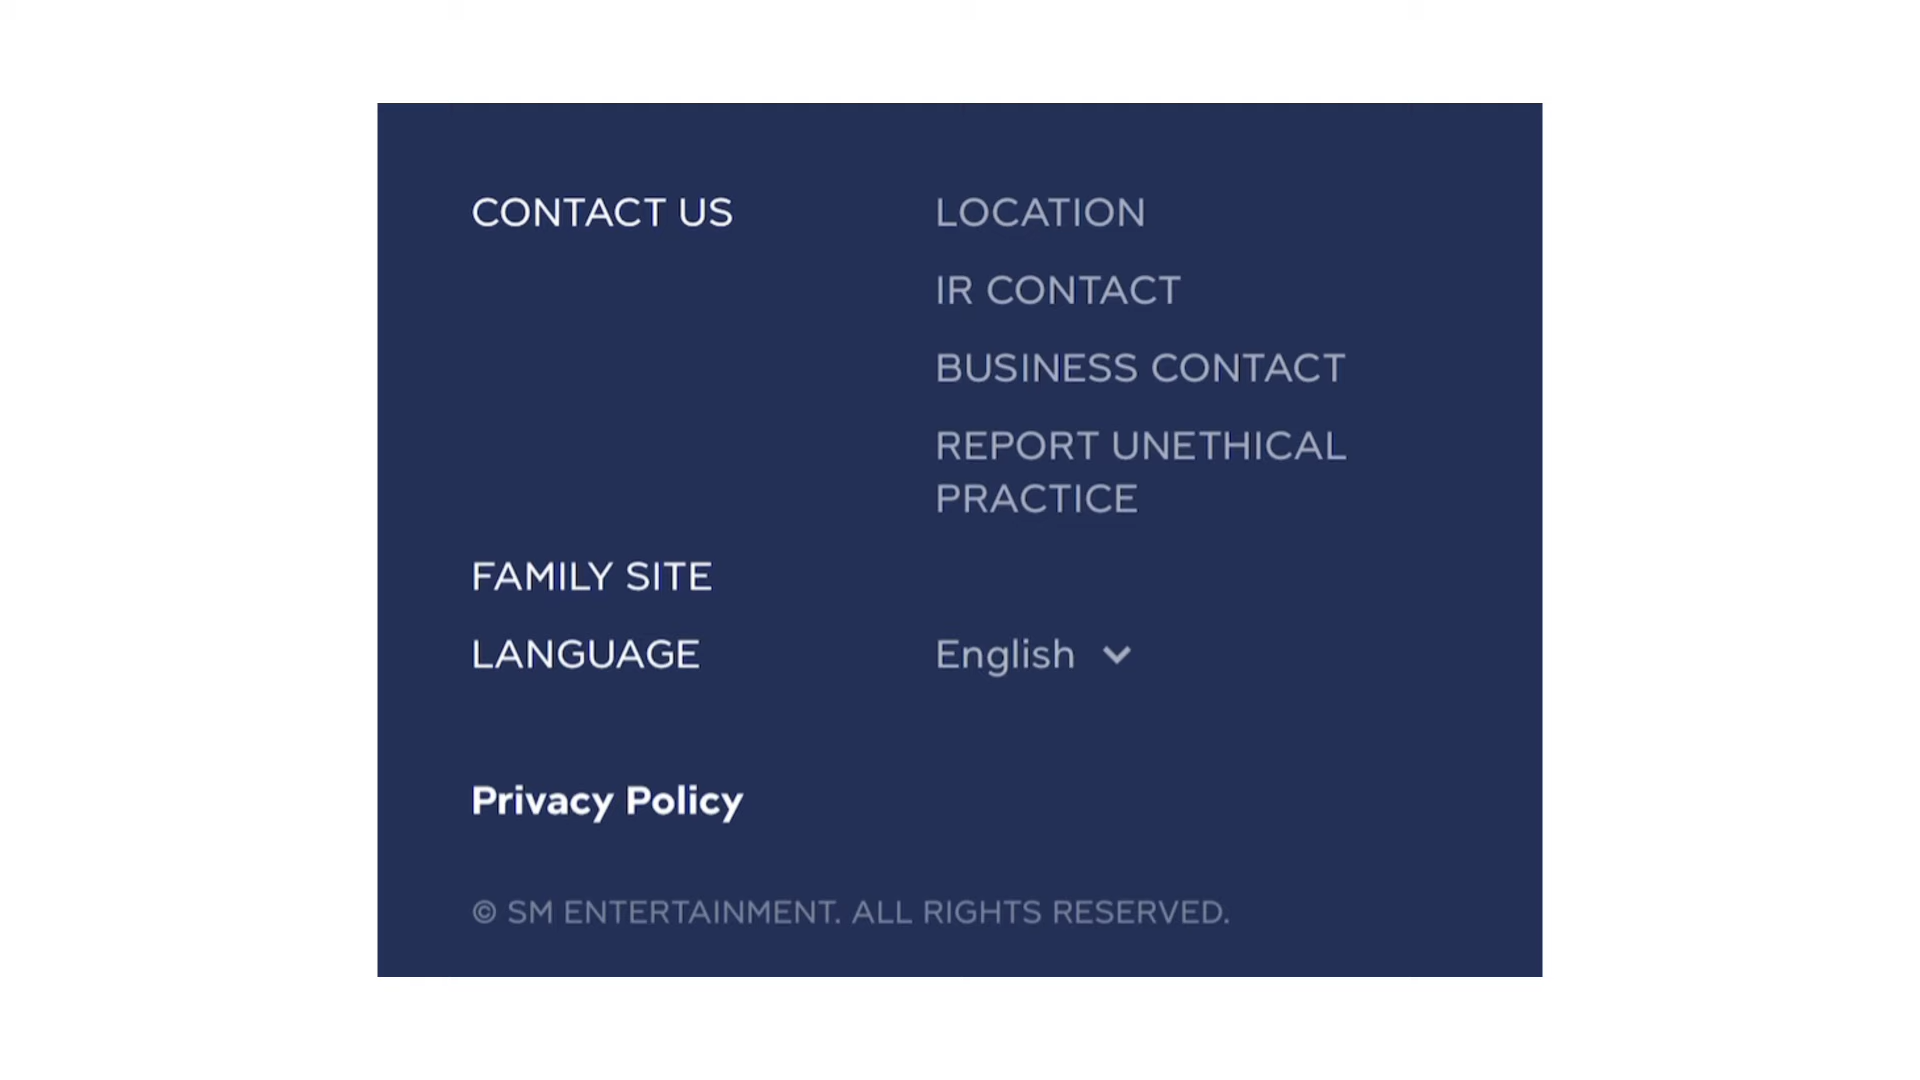 CONTACT US
LOCATION
IR CONTACT
BUSINESS CONTACT
REPORT UNETHICAL
PRACTICE
FAMILY SITE
LANGUAGE
English
Privacy Policy
© SM ENTERTAINMENT. ALL RIGHTS RESERVED.